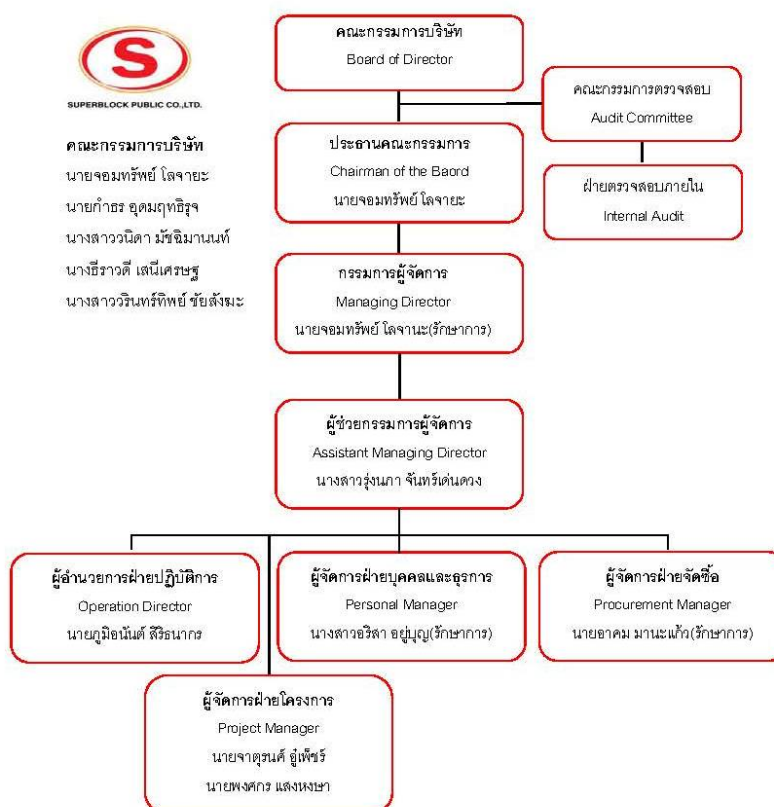 คณะกรรมการบริษัท
Board of Director
S
SUPERBLOCK PUBLIC CO.,LTD.
คณะกรรมการตรวจสอบ
Audit Committee
คณะกรรมการบริษัท
นายจอมทรัพย์ โลจายะ
นายกำธร อุดมฤทธิรุจ
นางสาววนิดา มัชฉิมานนท์
นางธีราวดี เสนีเศรษฐ
นางสาววรินทร์ทิพย์ ชัยสังฆะ
ประธานคณะกรรมการ
Chairman of the Baord
นายจอมทรัพย์ โลจายะ
ฝ่ายตรวจสอบภายใน
Internal Audit
กรรมการผู้จัดการ
Managing Director
นายจอมทรัพย์ โลจานะ(รักษาการ)
ผู้ช่วยกรรมการผู้จัดการ
Assistant Managing Director
นางสาวรุ่งนภา จันทร์เด่นดวง
ผู้อำนวยการฝ่ายปฏิบัติการ
Operation Director
นายภูมิอนันต์ สิริธนากร
ผู้จัดการฝ่ายบุคคลและธุรการ
Personal Manager
นางสาวอริสา อยู่บุญ(รักษาการ)
ผู้จัดการฝ่ายจัดซื้อ
Procurement Manager
นายอาคม มานะแก้ว(รักษาการ)
ผู้จัดการฝ่ายโครงการ
Project Manager
นายจาตุรนค์ อู๋เพ็ชร์
นายพงศกร แสงหงษา